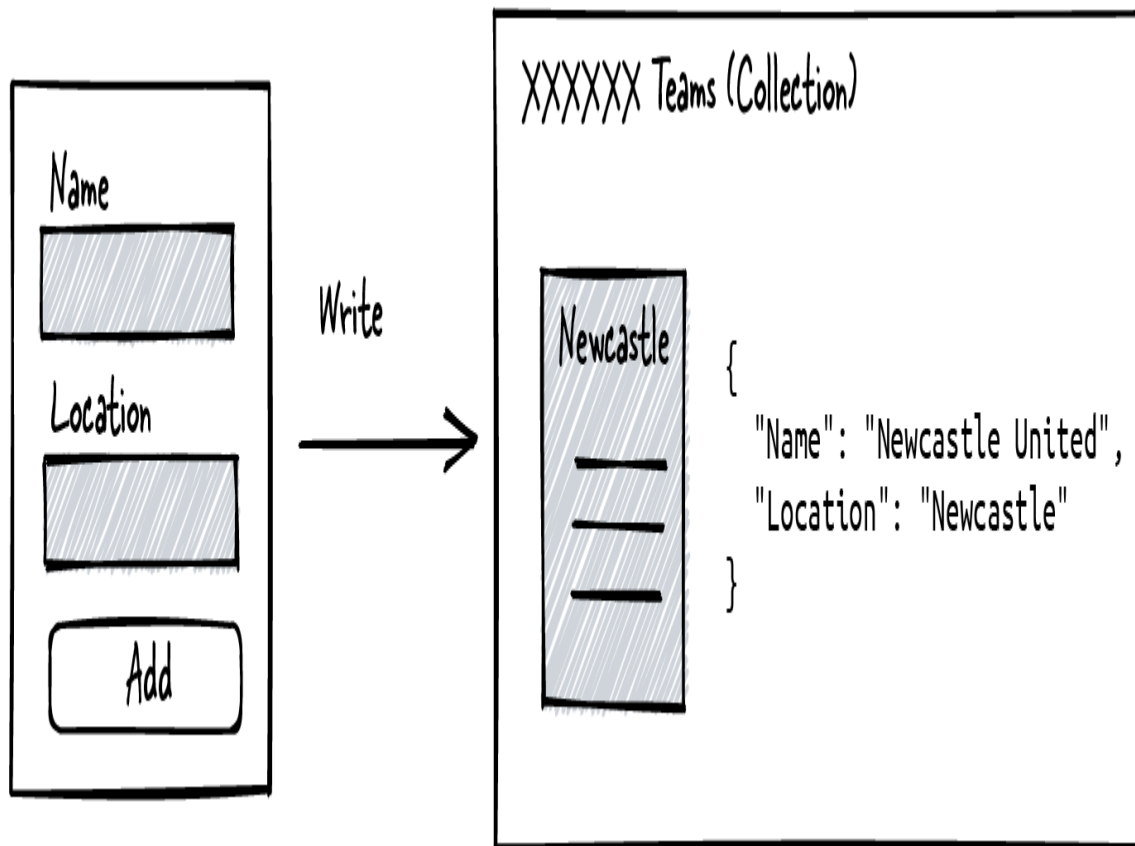 Name
Location
Add
Write
XXXXXX Teams (Collection)
Newcastle
{
"Name": "Newcastle United",
"Location": "Newcastle"
}